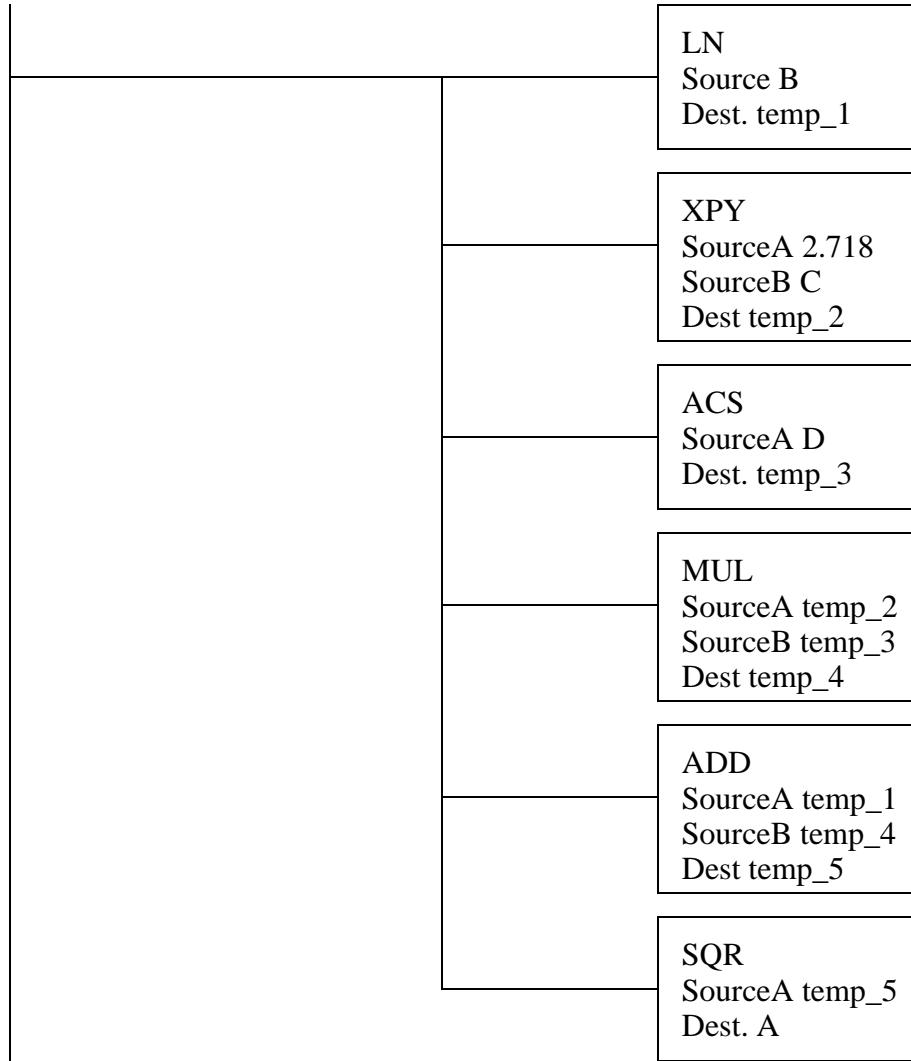 LN
Source B
Dest. temp_1
XPY
SourceA 2.718
SourceB C
Dest temp_2
ACS
SourceA D
Dest. temp_3
MUL
SourceA temp_2
SourceB temp_3
Dest temp_4
ADD
SourceA temp_1
SourceB temp_4
Dest temp_5
SQR
SourceA temp_5
Dest. A